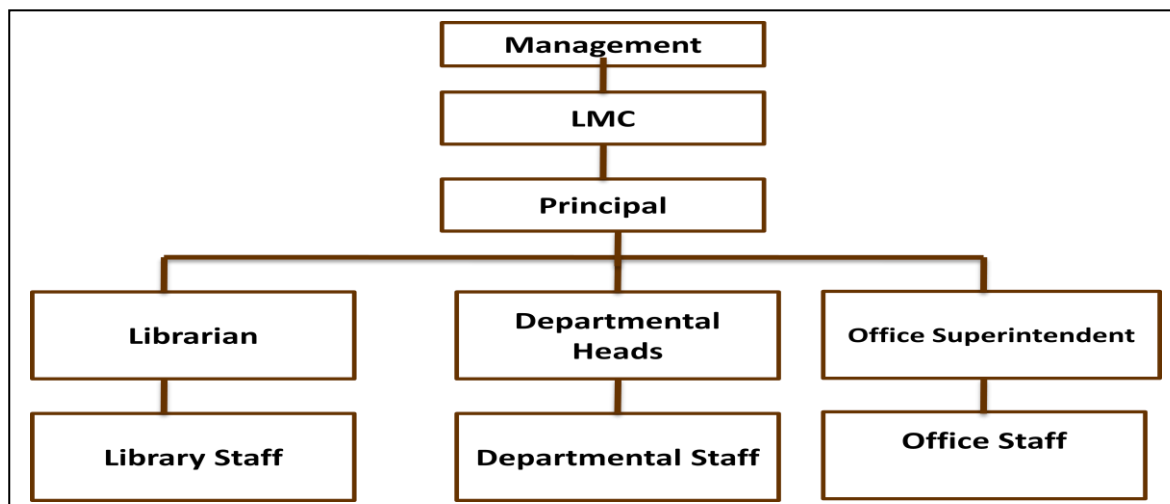 Management
LMC
Principal
Librarian
Departmental
Heads
Office Superintendent
Library Staff
Departmental Staff
Office Staff